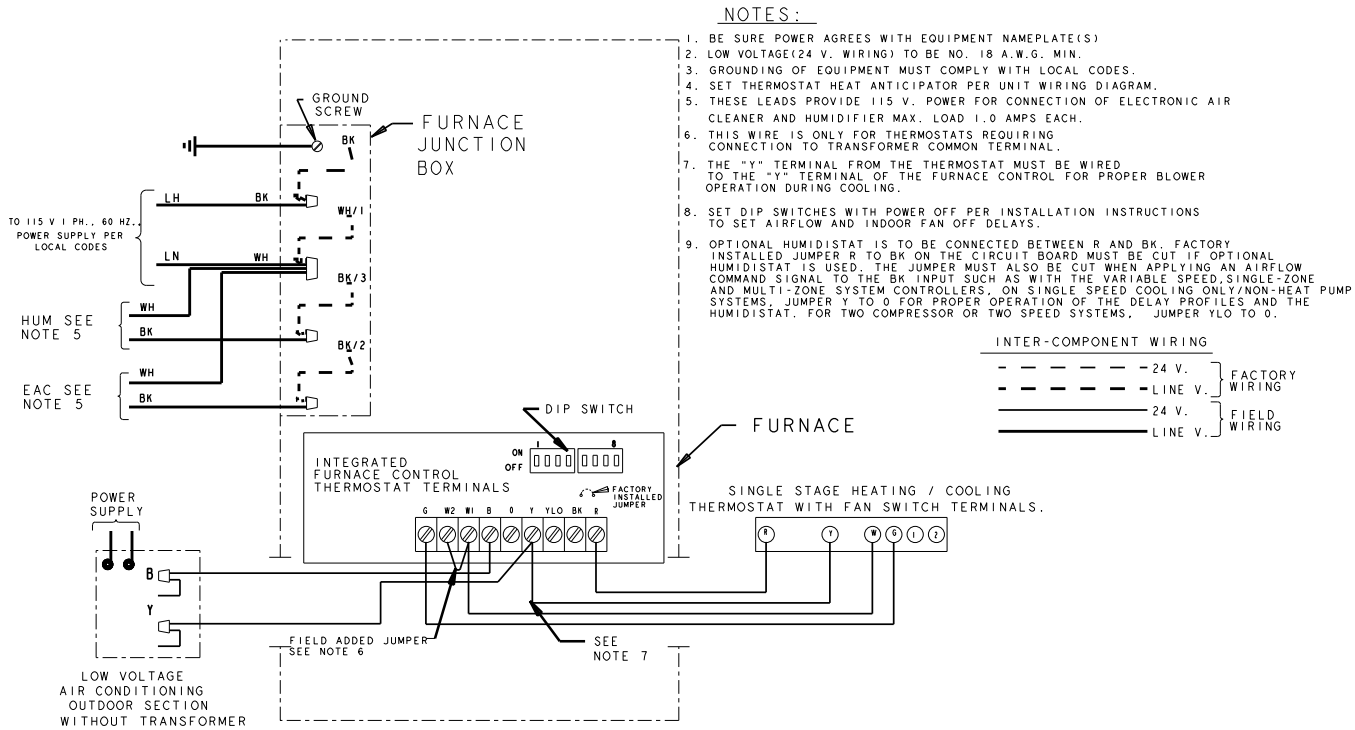 NOTES:
1. BE SURE POWER AGREES WITH EQUIPMENT NAMEPLATE(S)
2. LOW VOLTAGE(24 V. WIRING) TO BE NO. 18 A.W.G. MIN.
3. GROUNDING OF EQUIPMENT MUST COMPLY WITH LOCAL CODES.
4. SET THERMOSTAT HEAT ANTICIPATOR PER UNIT WIRING DIAGRAM.
5. THESE LEADS PROVIDE 115 V. POWER FOR CONNECTION OF ELECTRONIC AIR
CLEANER AND HUMIDIFIER MAX. LOAD 1.0 AMPS EACH.
6. THIS WIRE IS ONLY FOR THERMOSTATS REQUIRING
CONNECTION TO TRANSFORMER COMMON TERMINAL.
7. THE "Y" TERMINAL FROM THE THERMOSTAT MUST BE WIRED
TO THE "Y" TERMINAL OF THE FURNACE CONTROL FOR PROPER BLOWER
OPERATION DURING COOLING.
8. SET DIP SWITCHES WITH POWER OFF PER INSTALLATION INSTRUCTIONS
TO SET AIRFLOW AND INDOOR FAN OFF DELAYS.
9. OPTIONAL HUMIDISTAT IS TO BE CONNECTED BETWEEN R AND BK. FACTORY
INSTALLED JUMPER R TO BK ON THE CIRCUIT BOARD MUST BE CUT IF OPTIONAL
HUMIDISTAT IS USED. THE JUMPER MUST ALSO BE CUT WHEN APPLYING AN AIRFLOW
COMMAND SIGNAL TO THE BK INPUT SUCH AS WITH THE VARIABLE SPEED,SINGLE-ZONE
AND MULTI-ZONE SYSTEM CONTROLLERS, ON SINGLE SPEED COOLING ONLY/NON-HEAT PUMP
SYSTEMS, JUMPER Y TO O FOR PROPER OPERATION OF THE DELAY PROFILES AND THE
HUMIDISTAT. FOR TWO COMPRESSOR OR TWO SPEED SYSTEMS, JUMPER YLO TO O.
INTER-COMPONENT WIRING
24 V.
LINE V.
FACTORY
WIRING
24 V.
LINE V.
FIELD
WIRING
GROUND
SCREW
FURNACE
JUNCTION
BOX
BK
LH
BK
WH/1
TO 115 V 1 PH., 60 HZ.,
POWER SUPPLY PER
LOCAL CODES
LN
WH
BK/3
WH
HUM SEE
NOTE 5
BK
BK/2
WH
EAC SEE
NOTE 5
BK
DIP SWITCH
FURNACE
1
8
ON
OFF
INTEGRATED
FURNACE CONTROL
THERMOSTAT TERMINALS
FACTORY
INSTALLED
JUMPER
G W2 W1 B O Y YLO BK R
SINGLE STAGE HEATING / COOLING
THERMOSTAT WITH FAN SWITCH TERMINALS.
R Y W G 1 2
POWER
SUPPLY
B
Y
FIELD ADDED JUMPER
SEE NOTE 6
SEE
NOTE 7
LOW VOLTAGE
AIR CONDITIONING
OUTDOOR SECTION
WITHOUT TRANSFORMER